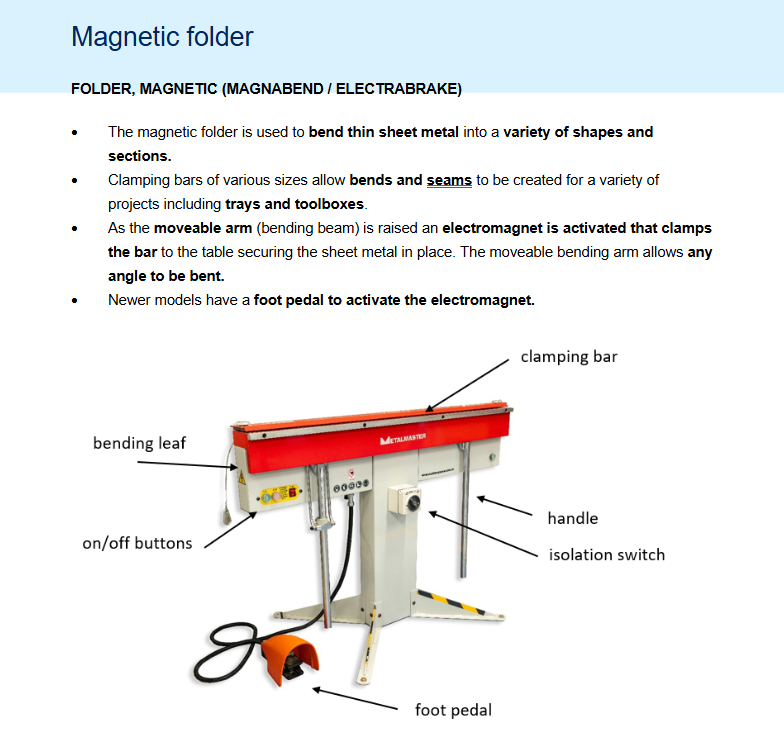 Magnetic folder
FOLDER, MAGNETIC (MAGNABEND / ELECTRABRAKE)
• The magnetic folder is used to bend thin sheet metal into a variety of shapes and
sections.
• Clamping bars of various sizes allow bends and seams to be created for a variety of
projects including trays and toolboxes.
• As the moveable arm (bending beam) is raised an electromagnet is activated that clamps
the bar to the table securing the sheet metal in place. The moveable bending arm allows any
angle to be bent.
• Newer models have a foot pedal to activate the electromagnet.
clamping bar
METALMASTER
bending leaf
handle
on/off buttons
isolation switch
foot pedal